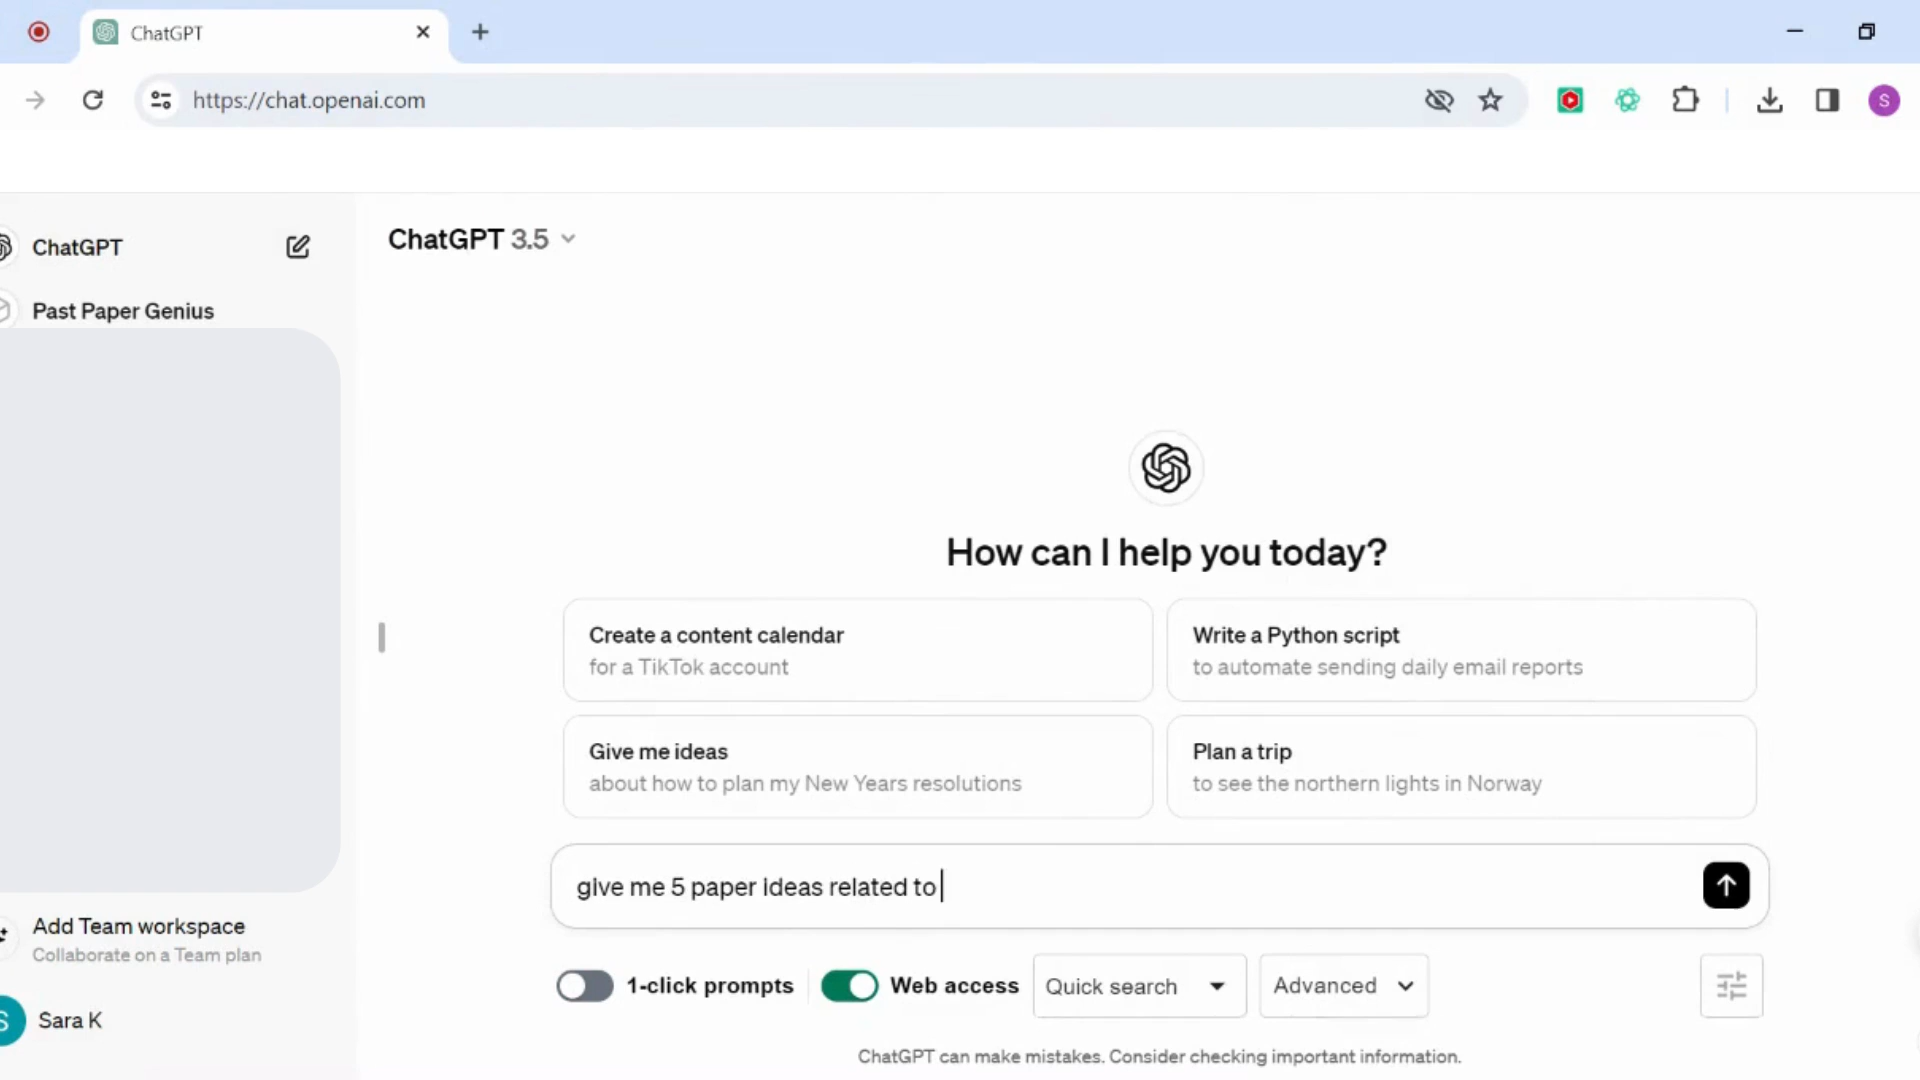 ChatGPT
https://chat.openai.com
S
ChatGPT
Past Paper Genius
ChatGPT 3.5
How can I help you today?
Create a content calendar
for a TikTok account
Write a Python script
to automate sending daily email reports
Give me ideas
about how to plan my New Years resolutions
Plan a trip
to see the northern lights in Norway
give me 5 paper ideas related to
Add Team workspace
Collaborate on a Team plan
1-click prompts
Web access
Quick search
Advanced
S
Sara K
ChatGPT can make mistakes. Consider checking important information.